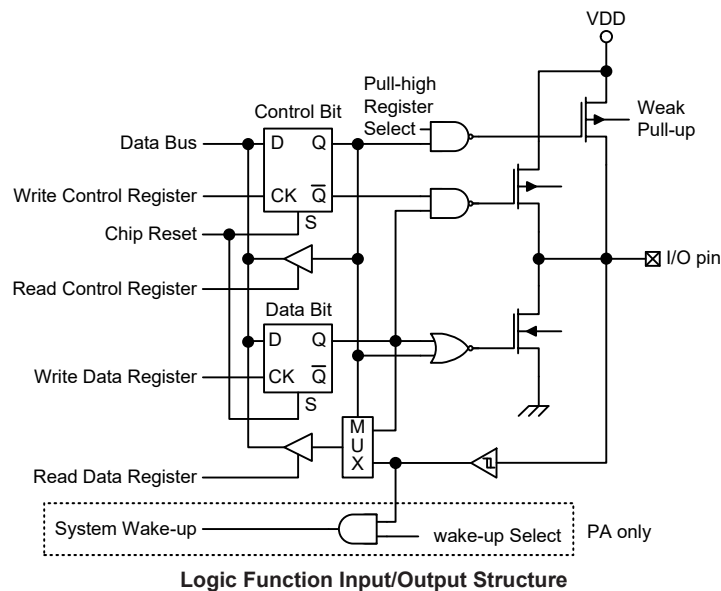 VDD
Pull-high
Register
Select
Weak
Pull-up
Control Bit
Data Bus
D Q
Write Control Register
CK Q
S
Chip Reset
Read Control Register
I/O pin
Data Bit
D Q
Write Data Register
CK Q
S
M
U
X
Read Data Register
System Wake-up
wake-up Select
PA only
Logic Function Input/Output Structure